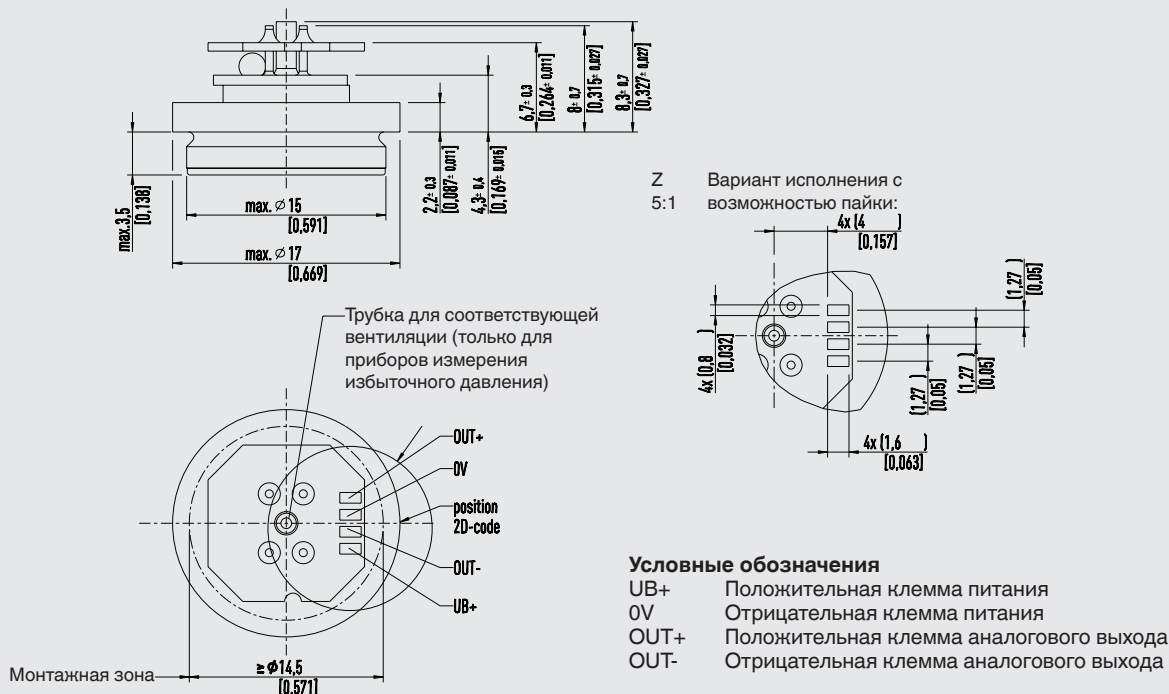 6,7± 0,3
[0,264± 0,011]
8± 0,7
[0,315± 0,027]
8,3± 0,7
[0,327± 0,027]
2,2± 0,3
[0,087± 0,011]
4,3± 0,4
[0,169± 0,015]
max.3,5
[0,138]
max. ∅ 15
[0,591]
max. ∅ 17
[0,669]
Z Вариант исполнения с
5:1 возможностью пайки:
4x (4 )
[0,157]
(1,27 )
[0,05]
(1,27 )
[0,05]
(1,27 )
[0,05]
4x (0,8 )
[0,032]
4x (1,6 )
[0,063]
Трубка для соответствующей
вентиляции (только для
приборов измерения
избыточного давления)
OUT+
0V
position
2D-code
OUT-
UB+
Монтажная зона
≥ ϕ14,5
[0,571]
Условные обозначения
UB+ Положительная клемма питания
0V Отрицательная клемма питания
OUT+ Положительная клемма аналогового выхода
OUT- Отрицательная клемма аналогового выхода